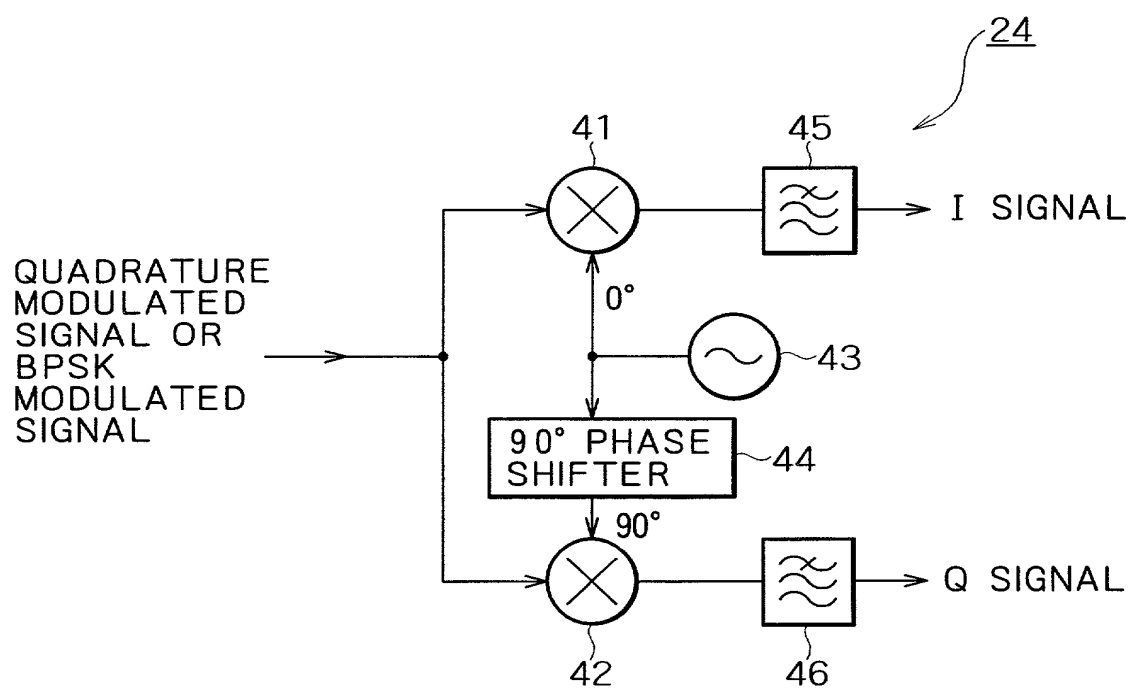 24
41
45
I SIGNAL
QUADRATURE
MODULATED
SIGNAL OR
BPSK
MODULATED
SIGNAL
0°
43
90° PHASE
SHIFTER
44
90°
Q SIGNAL
42
46